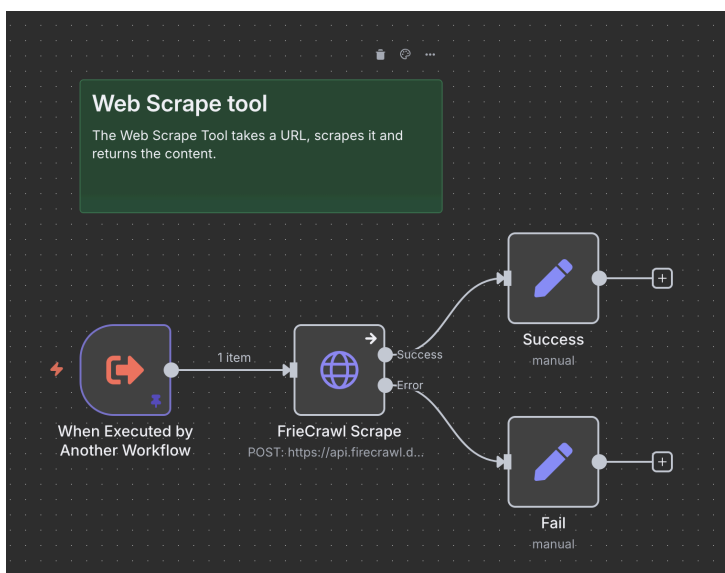 Web Scrape tool
The Web Scrape Tool takes a URL, scrapes it and
returns the content.
1 item
Success
Error
When Executed by
Another Workflow
FrieCrawl Scrape
POST: https://api.firecrawl.d...
Success
manual
Fail
manual